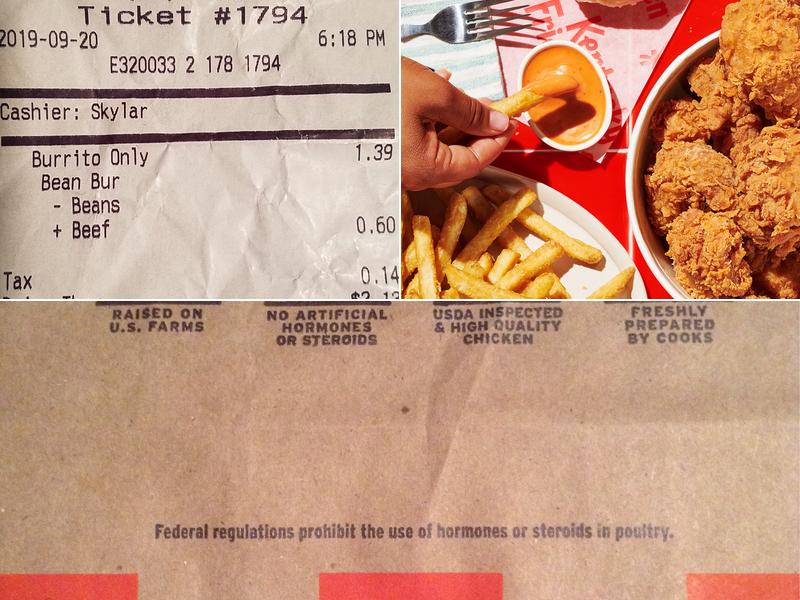 Ticket #1794
2019-09-20 6:18 PM
E320033 2 178 1794
Cashier: Skylar
Burrito Only 1.39
Bean Bur
- Beans
+ Beef 0.60
Tax 0.14
RAISED ON
U.S. FARMS
NO ARTIFICIAL
HORMONES
OR STEROIDS
USDA INSPECTED
& HIGH QUALITY
CHICKEN
FRESHLY
PREPARED
BY COOKS
Federal regulations prohibit the use of hormones or steroids in poultry.